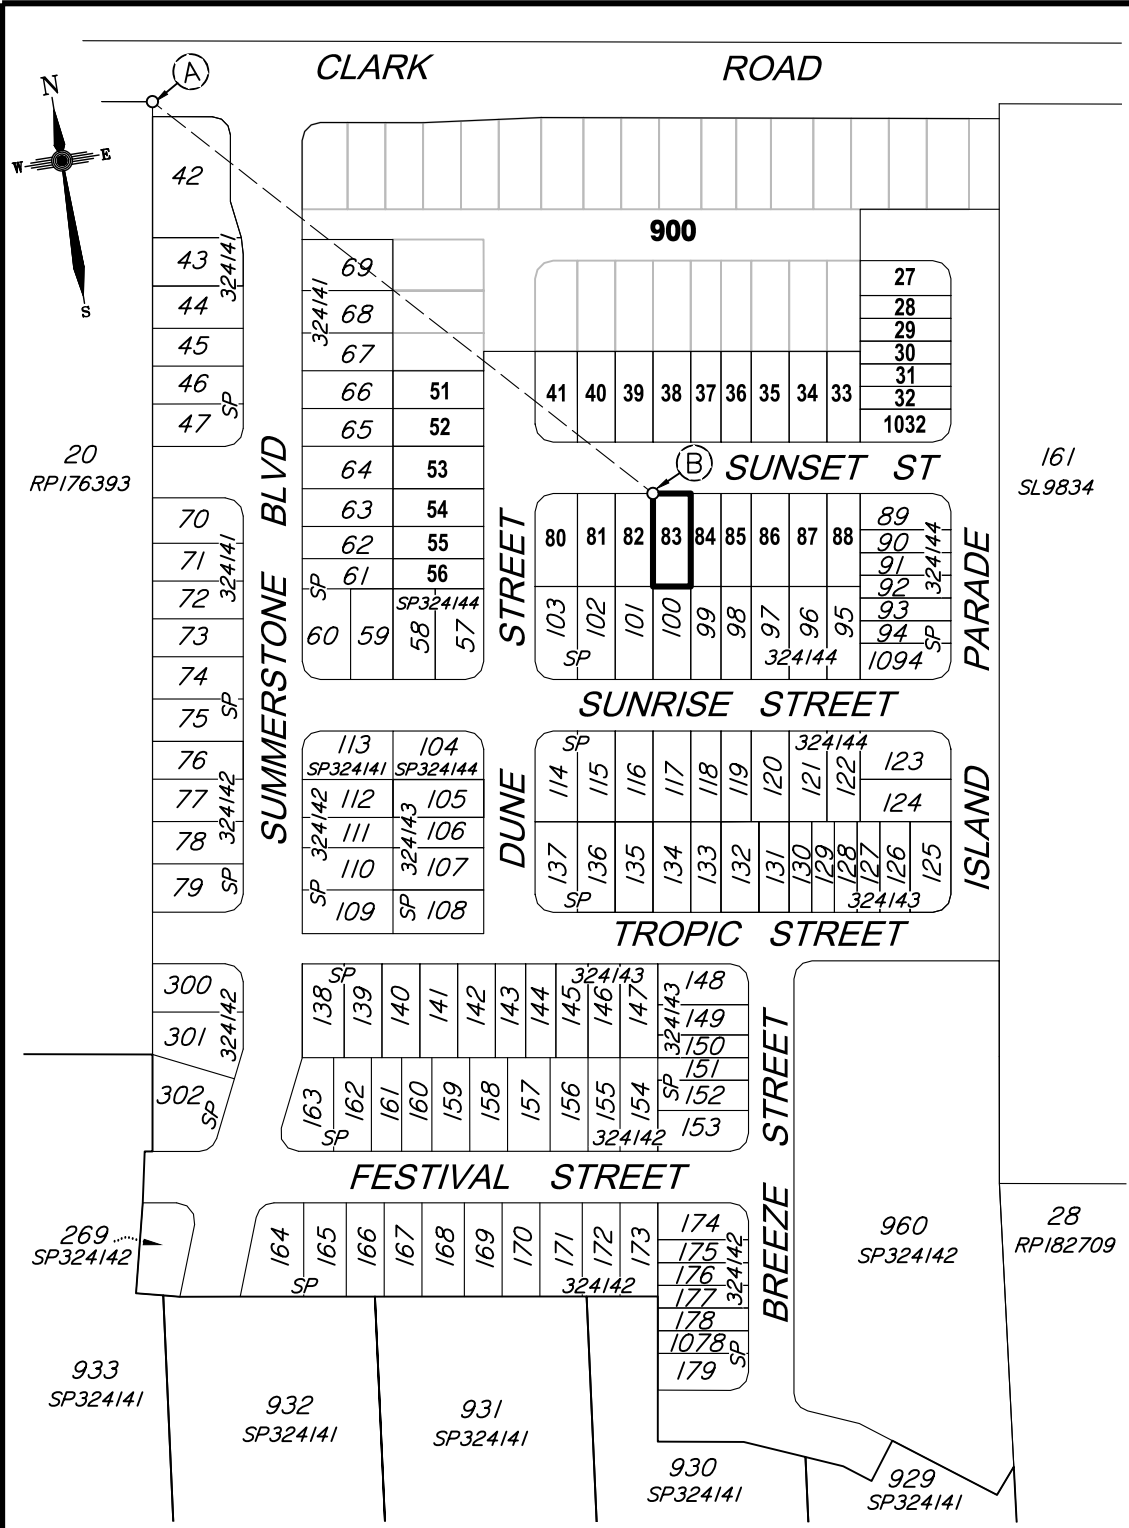 CLARK ROAD
A
N
W E
S
42
43
44
45
46
47
324141
SP
20
RP176393
SUMMERSTONE BLVD
69
68
67
66
65
64
63
62
61
324141
SP
60
59
58
57
SP324144
51
52
53
54
55
56
900
27
28
29
30
31
32
1032
41 40 39 38 37 36 35 34 33
B
SUNSET ST
161
SL9834
80 81 82 83 84 85 86 87 88
89
90
91
92
93
94
1094
324144
SP
103 102 101 100 99 98 97 96 95
SP
324144
STREET
PARADE
70
71
72
73
74
75
76
77
78
79
324141
SP
324142
SP
SUNRISE STREET
113
SP324141
112
111
110
109
324142
SP
104
SP324144
105
106
107
108
324143
SP
DUNE
SP
324144
114 115 116 117 118 119 120 121 122
123
124
137 136 135 134 133 132 131 130 129 128 127 126 125
SP
324143
ISLAND
TROPIC STREET
300
301
302
324142
SP
SP
324143
138 139 140 141 142 143 144 145 146 147
148
149
150
151
152
153
324143
SP
163 162 161 160 159 158 157 156 155 154
SP
324142
BREEZE STREET
FESTIVAL STREET
269
SP324142
164 165 166 167 168 169 170 171 172 173
SP
324142
174
175
176
177
178
1078
179
324142
SP
960
SP324142
28
RP182709
933
SP324141
932
SP324141
931
SP324141
930
SP324141
929
SP324141